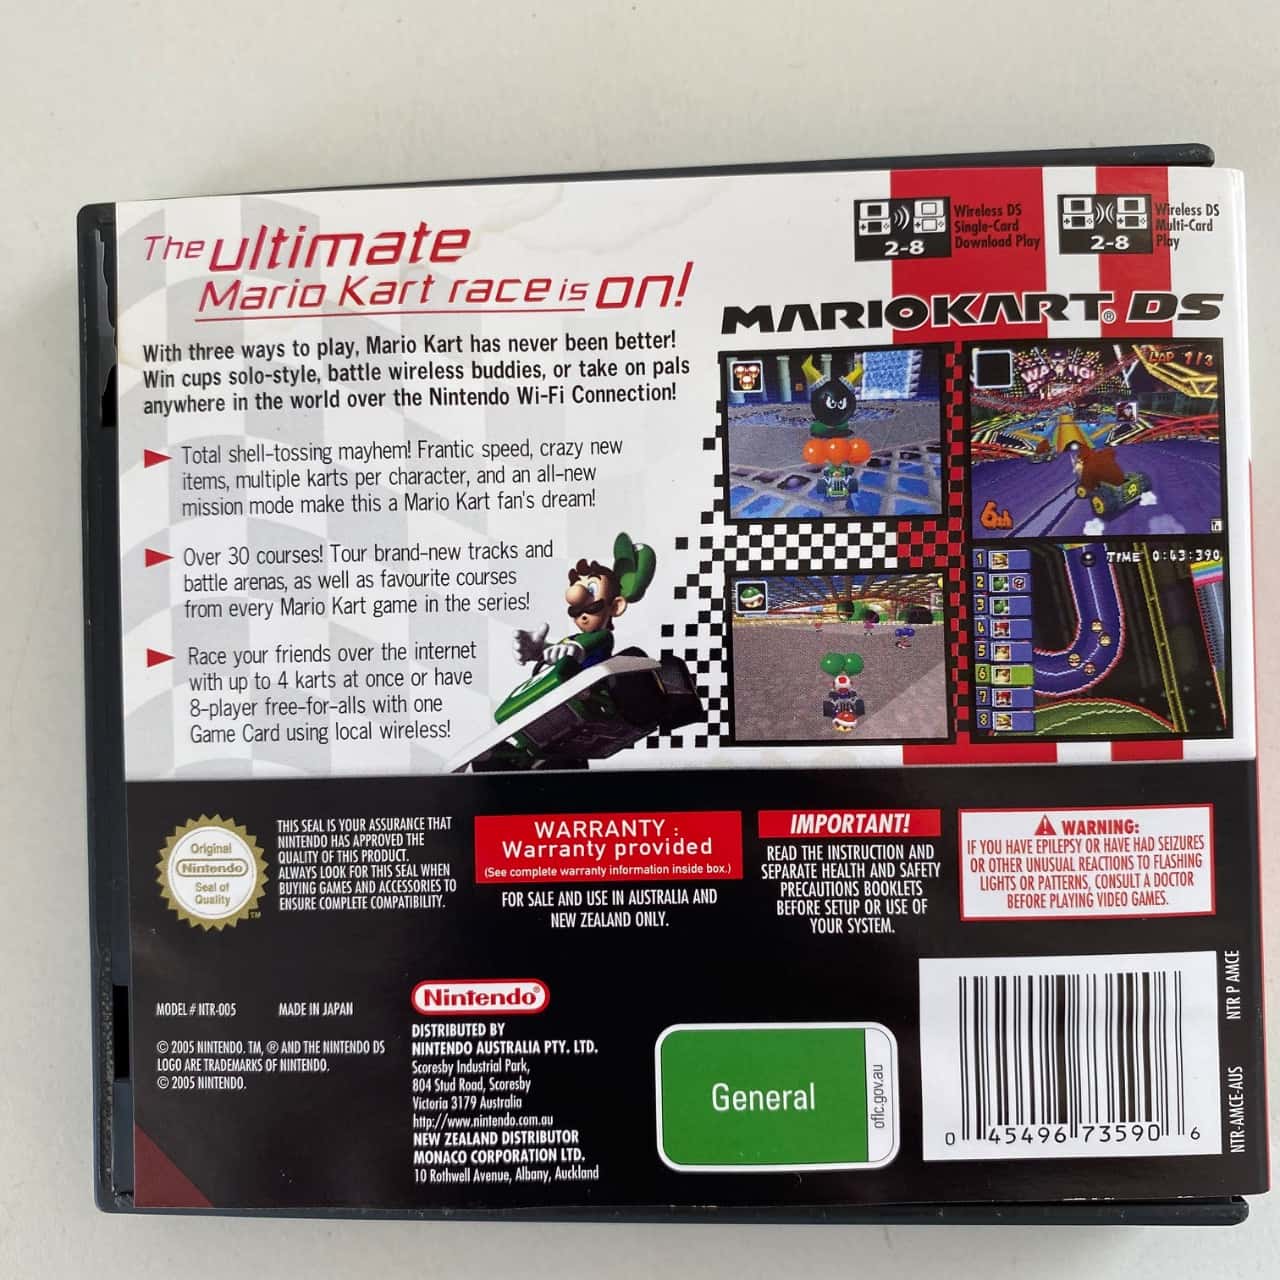 The ultimate
Mario Kart race is on!
With three ways to play, Mario Kart has never been better!
Win cups solo-style, battle wireless buddies, or take on pals
anywhere in the world over the Nintendo Wi-Fi Connection!
Total shell-tossing mayhem! Frantic speed, crazy new
items, multiple karts per character, and an all-new
mission mode make this a Mario Kart fan's dream!
Over 30 courses! Tour brand-new tracks and
battle arenas, as well as favourite courses
from every Mario Kart game in the series!
Race your friends over the internet
with up to 4 karts at once or have
8-player free-for-alls with one
Game Card using local wireless!
2-8
Wireless DS
Single-Card
Download Play
2-8
Wireless DS
Multi-Card
Play
MARIOKART® DS
LAP 1/3
6th
TIME 0:43:390
1
2
3
4
5
6
7
8
Original
Nintendo
Seal of
Quality
TM
THIS SEAL IS YOUR ASSURANCE THAT
NINTENDO HAS APPROVED THE
QUALITY OF THIS PRODUCT.
ALWAYS LOOK FOR THIS SEAL WHEN
BUYING GAMES AND ACCESSORIES TO
ENSURE COMPLETE COMPATIBILITY.
WARRANTY :
Warranty provided
(See complete warranty information inside box.)
FOR SALE AND USE IN AUSTRALIA AND
NEW ZEALAND ONLY.
IMPORTANT!
READ THE INSTRUCTION AND
SEPARATE HEALTH AND SAFETY
PRECAUTIONS BOOKLETS
BEFORE SETUP OR USE OF
YOUR SYSTEM.
WARNING:
IF YOU HAVE EPILEPSY OR HAVE HAD SEIZURES
OR OTHER UNUSUAL REACTIONS TO FLASHING
LIGHTS OR PATTERNS, CONSULT A DOCTOR
BEFORE PLAYING VIDEO GAMES.
MODEL # NTR-005 MADE IN JAPAN
© 2005 NINTENDO. TM, ® AND THE NINTENDO DS
LOGO ARE TRADEMARKS OF NINTENDO.
© 2005 NINTENDO.
Nintendo®
DISTRIBUTED BY
NINTENDO AUSTRALIA PTY. LTD.
Scoresby Industrial Park,
804 Stud Road, Scoresby
Victoria 3179 Australia
http://www.nintendo.com.au
NEW ZEALAND DISTRIBUTOR
MONACO CORPORATION LTD.
10 Rothwell Avenue, Albany, Auckland
General
oflc.gov.au
0 45496 73590 6
NTR-AMCE-AUS
NTR P AMCE